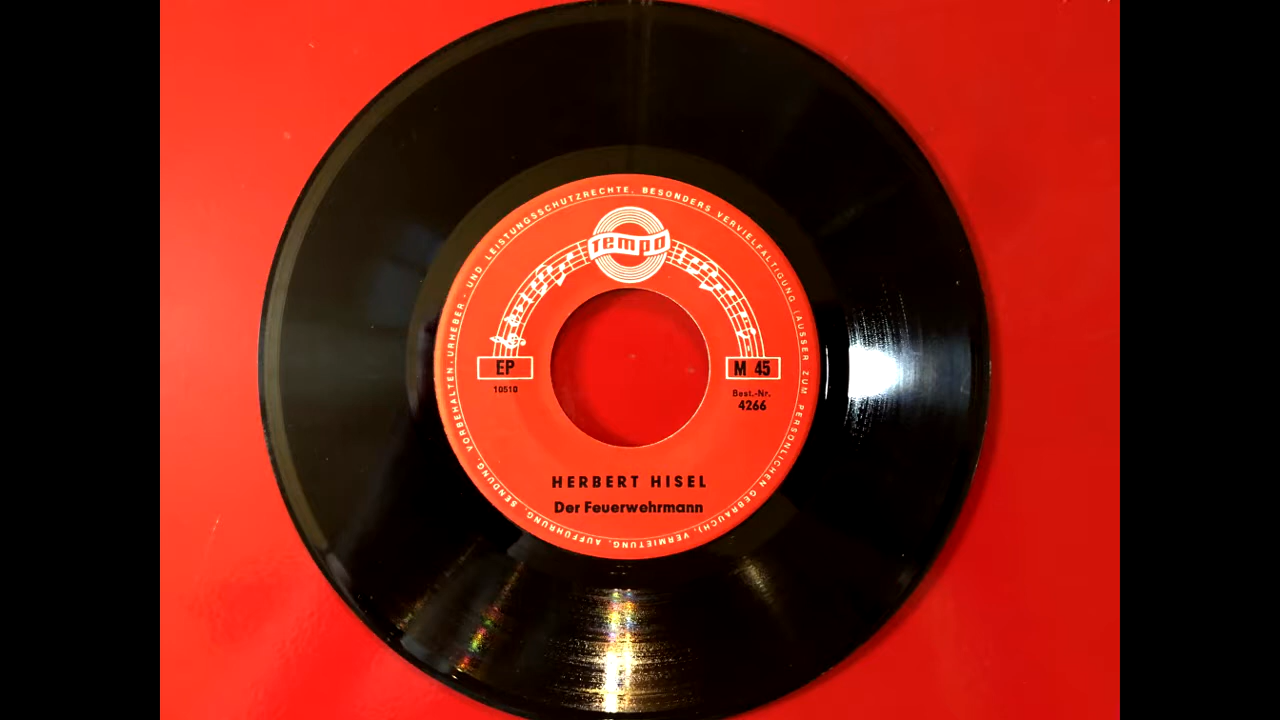 URHEBER- UND LEISTUNGSSCHUTZRECHTE, BESONDERS VERVIELFÄLTIGUNG (AUSSER ZUM PERSÖNLICHEN GEBRAUCH), VERMIETUNG, AUFFÜHRUNG, SENDUNG, VORBEHALTEN.
Tempo
EP
M 45
10510
Best.-Nr.
4266
HERBERT HISEL
Der Feuerwehrmann